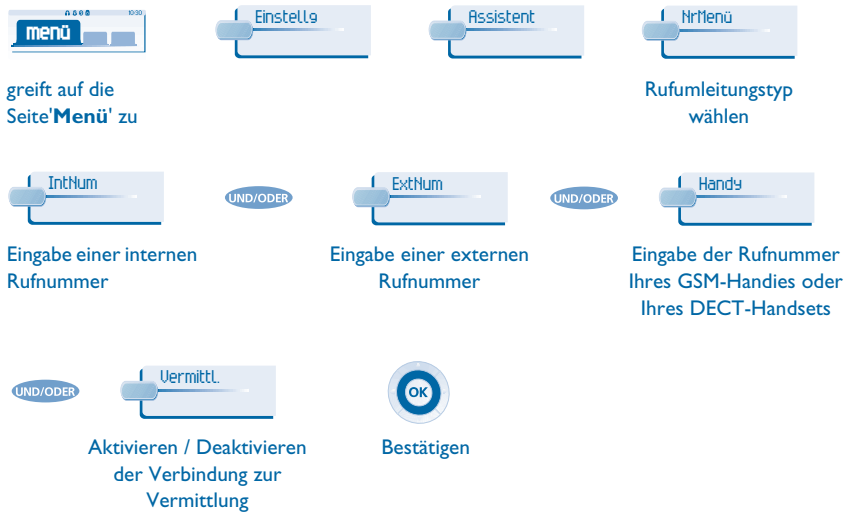 10:30
menü
Einstellg
Assistent
NrMenü
greift auf die
Seite'Menü' zu
Rufumleitungstyp
wählen
IntNum
UND/ODER
ExtNum
UND/ODER
Handy
Eingabe einer internen
Rufnummer
Eingabe einer externen
Rufnummer
Eingabe der Rufnummer
Ihres GSM-Handies oder
Ihres DECT-Handsets
UND/ODER
Vermittl.
OK
Aktivieren / Deaktivieren
der Verbindung zur
Vermittlung
Bestätigen